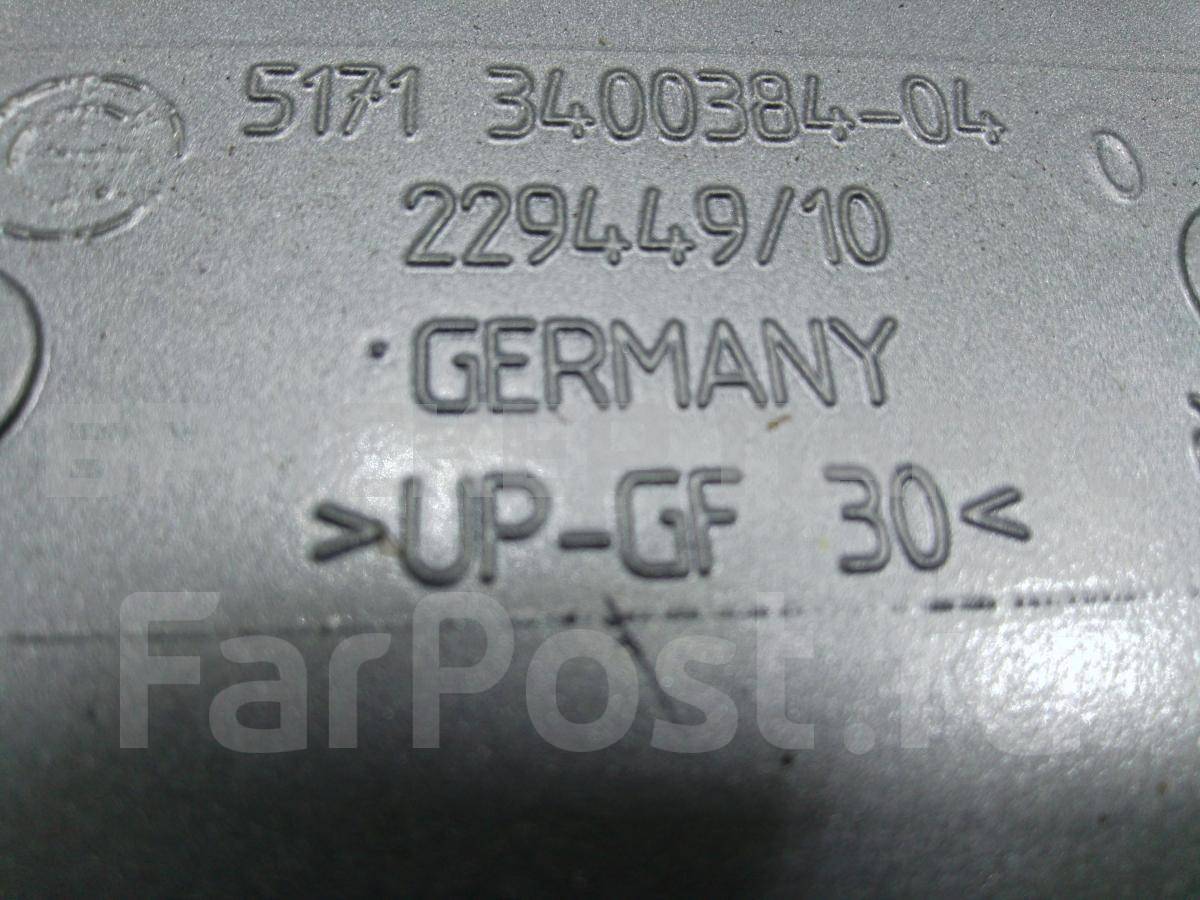 5171 3400384-04
229449/10
GERMANY
>UP-GF 30<
FarPost.ru